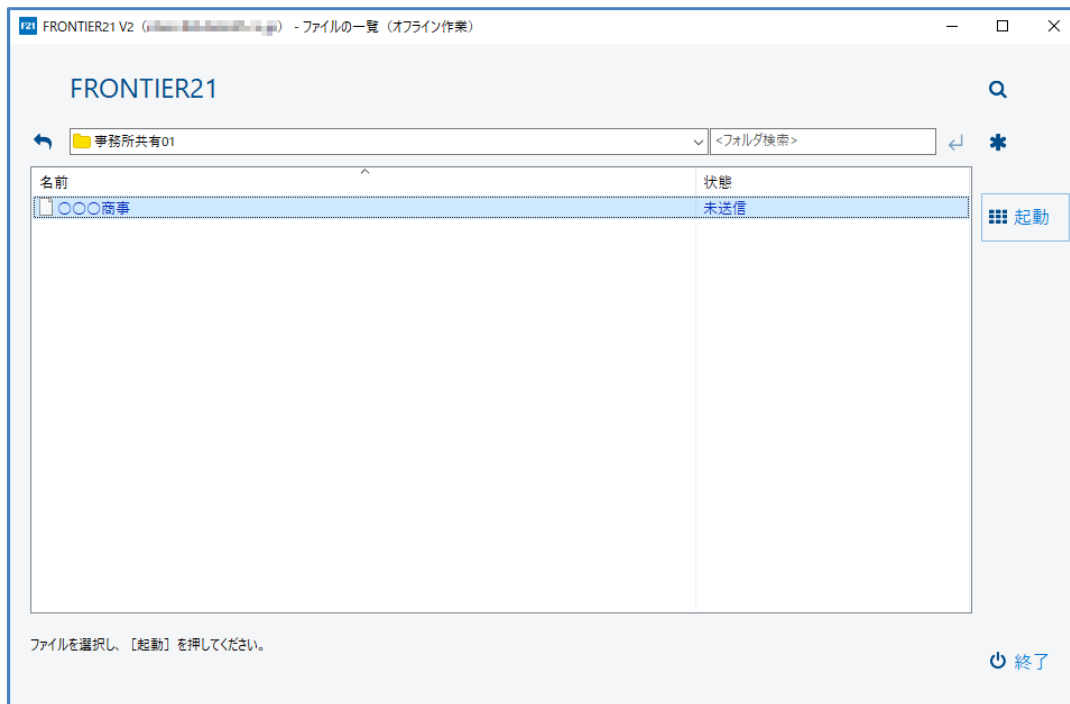 F21 FRONTIER21 V2 （ ） - ファイルの一覧（オフライン作業）
FRONTIER21
事務所共有01 <フォルダ検索>
名前 状態
○○○商事 未送信
起動
ファイルを選択し、［起動］を押してください。
終了